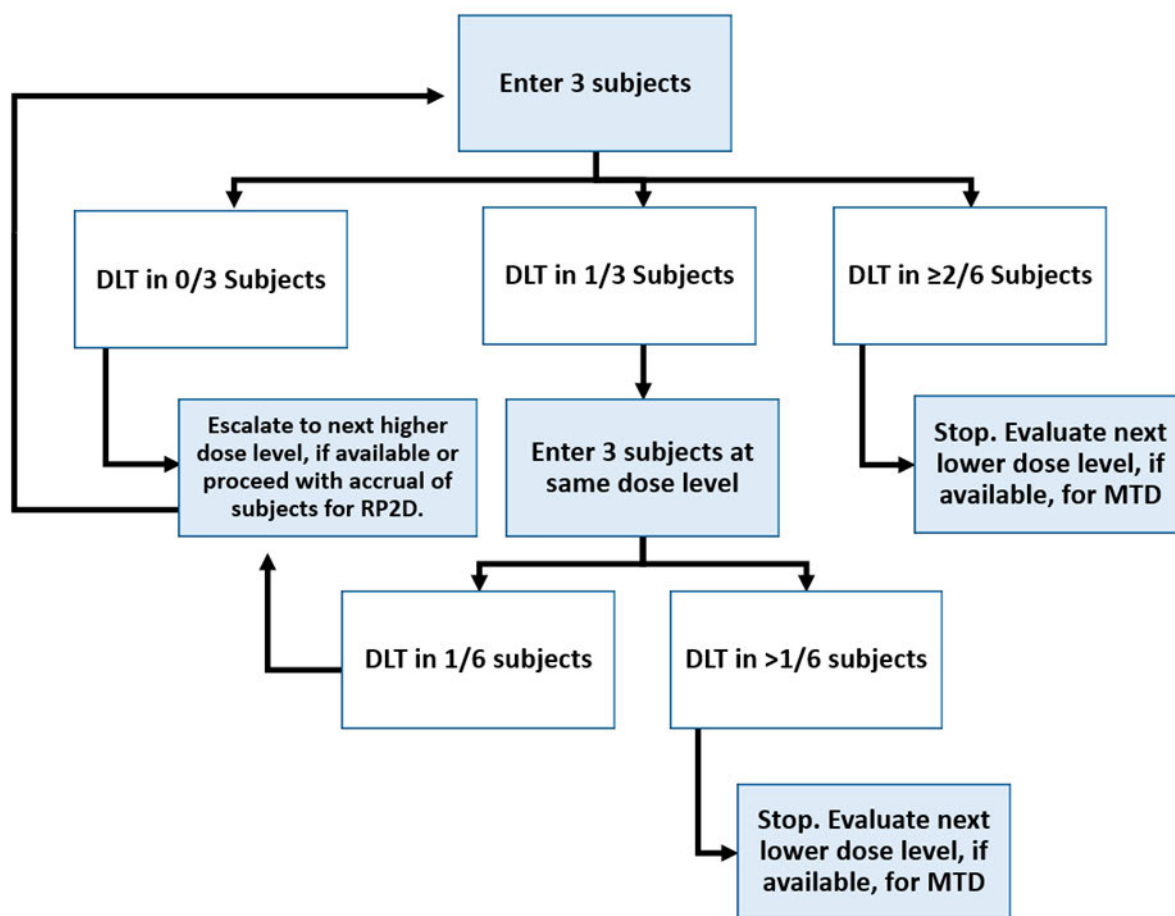 Enter 3 subjects
DLT in 0/3 Subjects
DLT in 1/3 Subjects
DLT in ≥2/6 Subjects
Escalate to next higher
dose level, if available or
proceed with accrual of
subjects for RP2D.
Enter 3 subjects at
same dose level
Stop. Evaluate next
lower dose level, if
available, for MTD
DLT in 1/6 subjects
DLT in >1/6 subjects
Stop. Evaluate next
lower dose level, if
available, for MTD